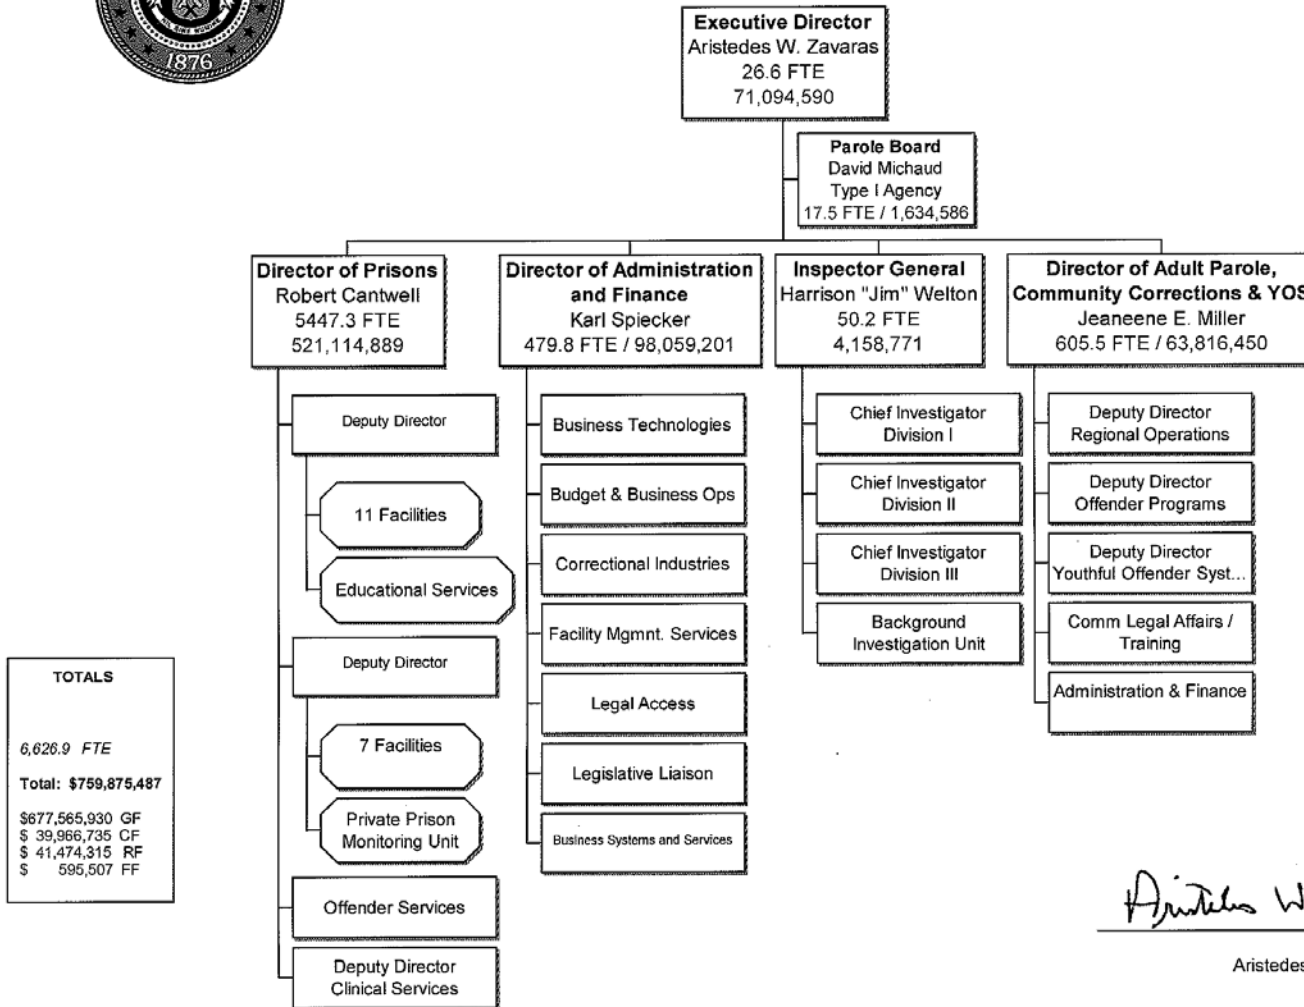 NIL SINE NUMINE
1876
Executive Director
Aristedes W. Zavaras
26.6 FTE
71,094,590
Parole Board
David Michaud
Type I Agency
17.5 FTE / 1,634,586
Director of Prisons
Robert Cantwell
5447.3 FTE
521,114,889
Director of Administration
and Finance
Karl Spiecker
479.8 FTE / 98,059,201
Inspector General
Harrison "Jim" Welton
50.2 FTE
4,158,771
Director of Adult Parole,
Community Corrections & YOS
Jeaneene E. Miller
605.5 FTE / 63,816,450
Deputy Director
11 Facilities
Educational Services
Deputy Director
7 Facilities
Private Prison
Monitoring Unit
Offender Services
Deputy Director
Clinical Services
Business Technologies
Budget & Business Ops
Correctional Industries
Facility Mgmnt. Services
Legal Access
Legislative Liaison
Business Systems and Services
Chief Investigator
Division I
Chief Investigator
Division II
Chief Investigator
Division III
Background
Investigation Unit
Deputy Director
Regional Operations
Deputy Director
Offender Programs
Deputy Director
Youthful Offender Syst...
Comm Legal Affairs /
Training
Administration & Finance
TOTALS
6,626.9 FTE
Total: $759,875,487
$677,565,930 GF
$ 39,966,735 CF
$ 41,474,315 RF
$ 595,507 FF
Aristedes W
Aristedes